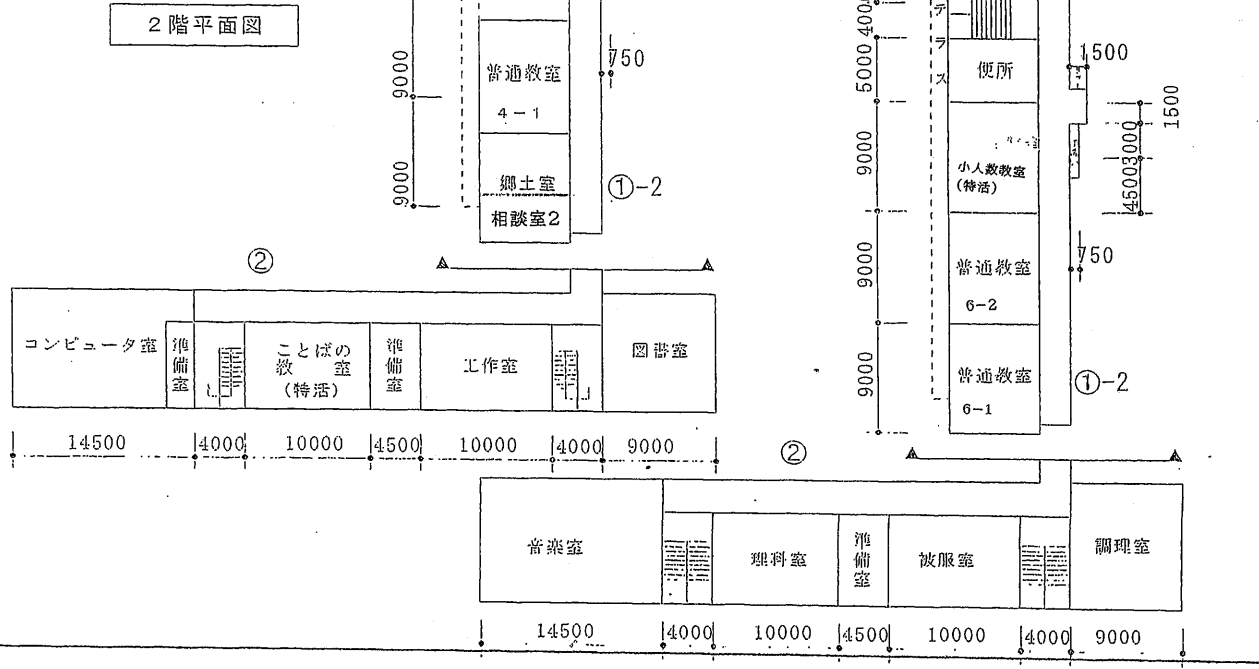 2階平面図
9000
9000
普通教室
4-1
郷土室
相談室2
750
①-2
②
コンピュータ室
準備室
ことばの
教 室
(特活)
準備室
工作室
図書室
14500
4000
10000
4500
10000
4000
9000
テラス
4000
5000
9000
9000
9000
便所
小人数教室
(特活)
普通教室
6-2
普通教室
6-1
1500
1500
3000
4500
750
①-2
②
音楽室
理科室
準備室
被服室
調理室
14500
4000
10000
4500
10000
4000
9000